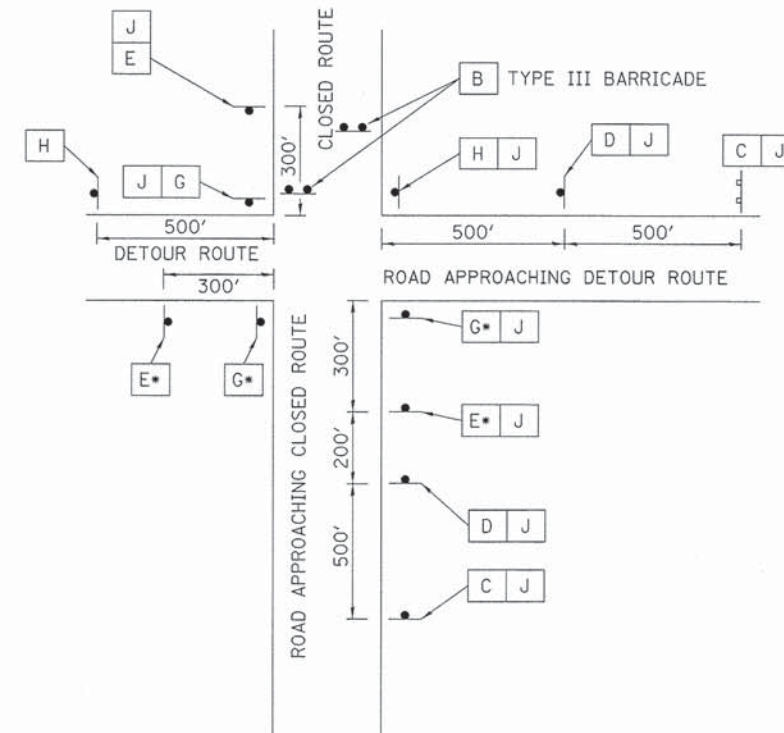 J
E
CLOSED ROUTE
B TYPE III BARRICADE
300'
H
J G
H J
D J
C J
500'
500'
500'
DETOUR ROUTE
300'
ROAD APPROACHING DETOUR ROUTE
E*
G*
ROAD APPROACHING CLOSED ROUTE
300'
G* J
E* J
200'
D J
500'
C J